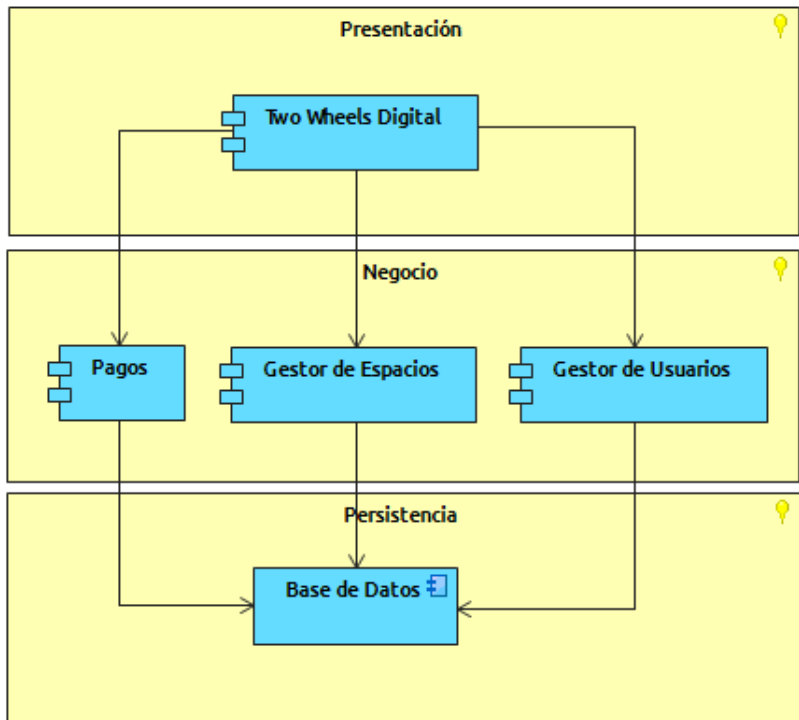 Presentación
Two Wheels Digital
Negocio
Pagos
Gestor de Espacios
Gestor de Usuarios
Persistencia
Base de Datos